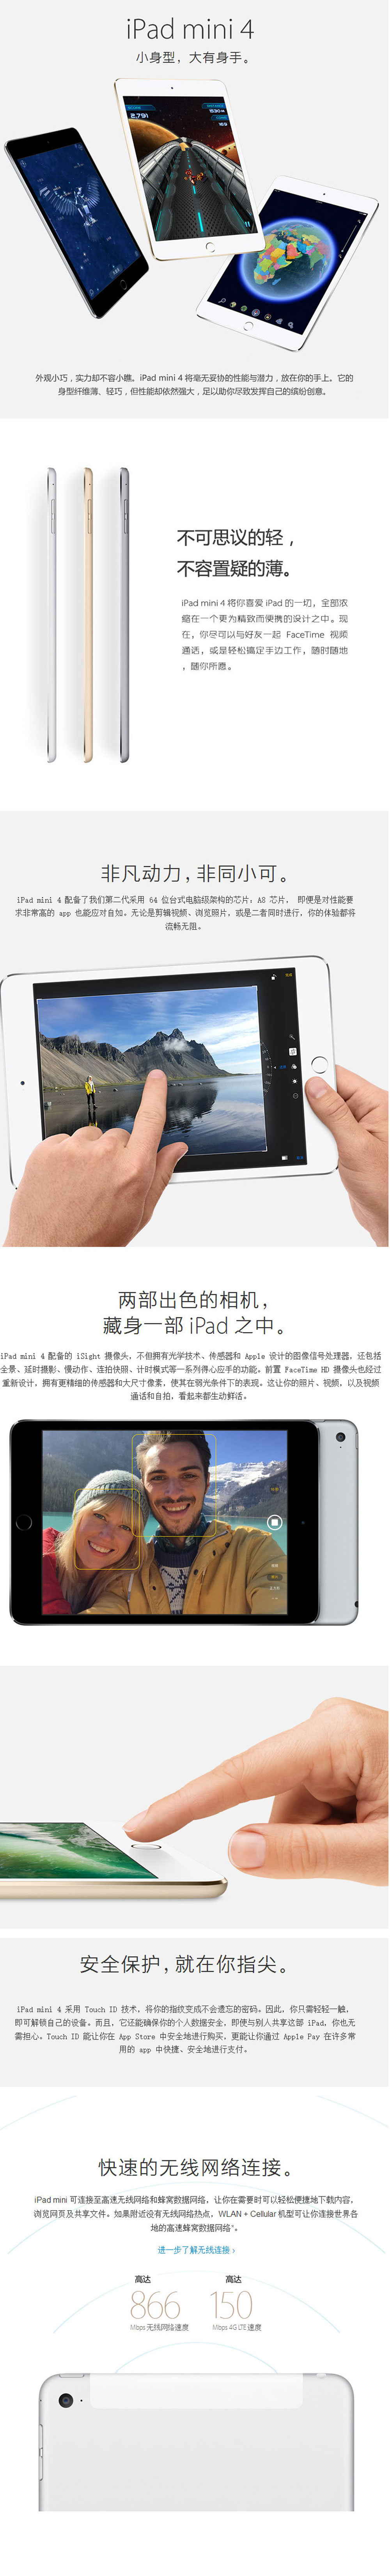 iPad mini 4
小身型，大有身手。
外观小巧，实力却不容小瞧。iPad mini 4 将毫无妥协的性能与潜力，放在你的手上。它的
身型纤维薄、轻巧，但性能却依然强大，足以助你尽致发挥自己的缤纷创意。
不可思议的轻，
不容置疑的薄。
iPad mini 4 将你喜爱 iPad 的一切，全部浓
缩在一个更为精致而便携的设计之中。现
在，你尽可以与好友一起 FaceTime 视频
通话，或是轻松搞定手边工作，随时随地
，随你所愿。
非凡动力，非同小可。
iPad mini 4 配备了我们第二代采用 64 位台式电脑级架构的芯片：A8 芯片， 即便是对性能要
求非常高的 app 也能应对自如。无论是剪辑视频、浏览照片，或是二者同时进行，你的体验都将
流畅无阻。
两部出色的相机，
藏身一部 iPad 之中。
iPad mini 4 配备的 iSight 摄像头，不但拥有光学技术、传感器和 Apple 设计的图像信号处理器，还包括
全景、延时摄影、慢动作、连拍快照、计时模式等一系列得心应手的功能。前置 FaceTime HD 摄像头也经过
重新设计，拥有更精细的传感器和大尺寸像素，使其在弱光条件下的表现。这让你的照片、视频，以及视频
通话和自拍，看起来都生动鲜活。
安全保护，就在你指尖。
iPad mini 4 采用 Touch ID 技术，将你的指纹变成不会遗忘的密码。因此，你只需轻轻一触，
即可解锁自己的设备。而且，它还能确保你的个人数据安全，即使与别人共享这部 iPad，你也无
需担心。Touch ID 能让你在 App Store 中安全地进行购买，更能让你通过 Apple Pay 在许多常
用的 app 中快捷、安全地进行支付。
快速的无线网络连接。
iPad mini 可连接至高速无线网络和蜂窝数据网络，让你在需要时可以轻松便捷地下载内容，
浏览网页及共享文件。如果附近设有无线网络热点，WLAN + Cellular 机型可让你连接世界各
地的高速蜂窝数据网络*。
进一步了解无线连接 ›
高达 高达
866 150
Mbps 无线网络速度 Mbps 4G LTE 速度